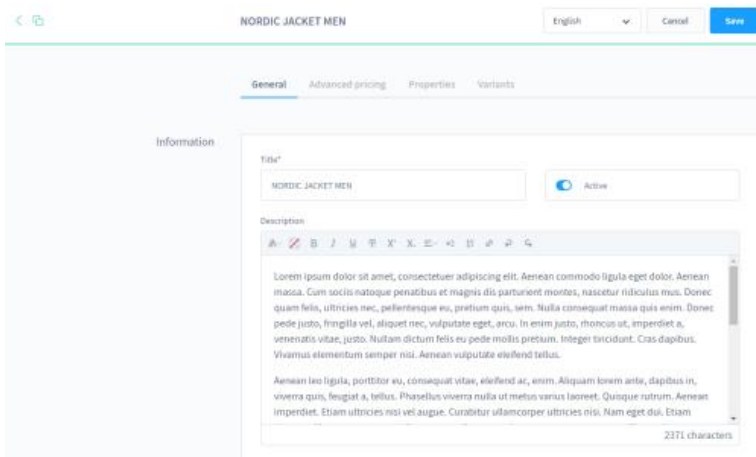 NORDIC JACKET MEN
English
Cancel
Save
General Advanced pricing Properties Variants
Information
Title*
NORDIC JACKET MEN
Active
Description
Lorem ipsum dolor sit amet, consectetuer adipiscing elit. Aenean commodo ligula eget dolor. Aenean
massa. Cum sociis natoque penatibus et magnis dis parturient montes, nascetur ridiculus mus. Donec
quam felis, ultricies nec, pellentesque eu, pretium quis, sem. Nulla consequat massa quis enim. Donec
pede justo, fringilla vel, aliquet nec, vulputate eget, arcu. In enim justo, rhoncus ut, imperdiet a,
venenatis vitae, justo. Nullam dictum felis eu pede mollis pretium. Integer tincidunt. Cras dapibus.
Vivamus elementum semper nisi. Aenean vulputate eleifend tellus.
Aenean leo ligula, porttitor eu, consequat vitae, eleifend ac, enim. Aliquam lorem ante, dapibus in,
viverra quis, feugiat a, tellus. Phasellus viverra nulla ut metus varius laoreet. Quisque rutrum. Aenean
imperdiet. Etiam ultricies nisi vel augue. Curabitur ullamcorper ultricies nisi. Nam eget dui. Etiam
2371 characters